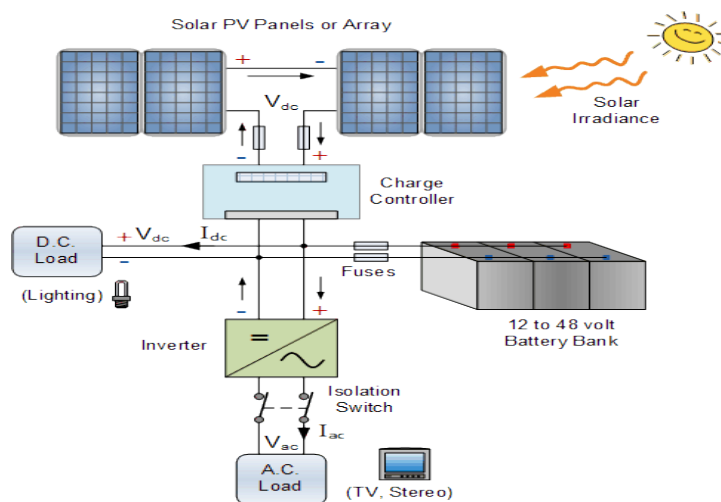 Solar PV Panels or Array
+ -
Vdc
Solar
Irradiance
- +
Charge
Controller
D.C.
Load
+ Vdc Idc
-
(Lighting)
Fuses
12 to 48 volt
Battery Bank
- +
Inverter
=
Isolation
Switch
Vac Iac
A.C.
Load
(TV, Stereo)